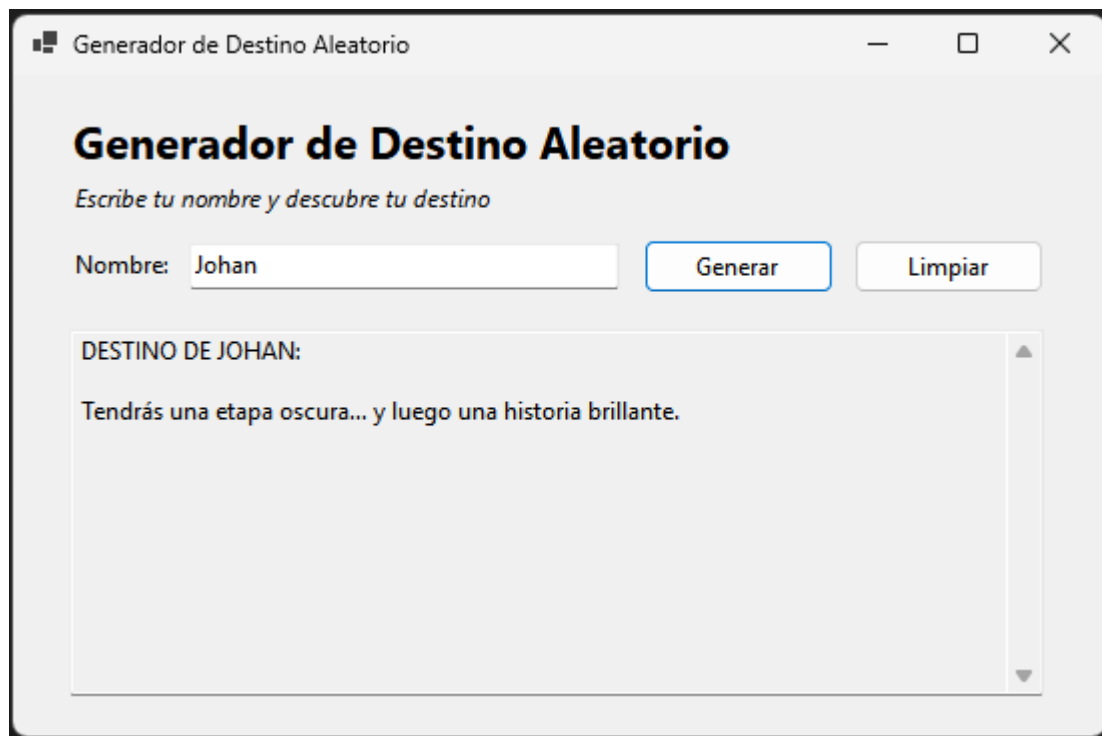 Generador de Destino Aleatorio
Generador de Destino Aleatorio
Escribe tu nombre y descubre tu destino
Nombre: Johan Generar Limpiar
DESTINO DE JOHAN:
Tendrás una etapa oscura... y luego una historia brillante.